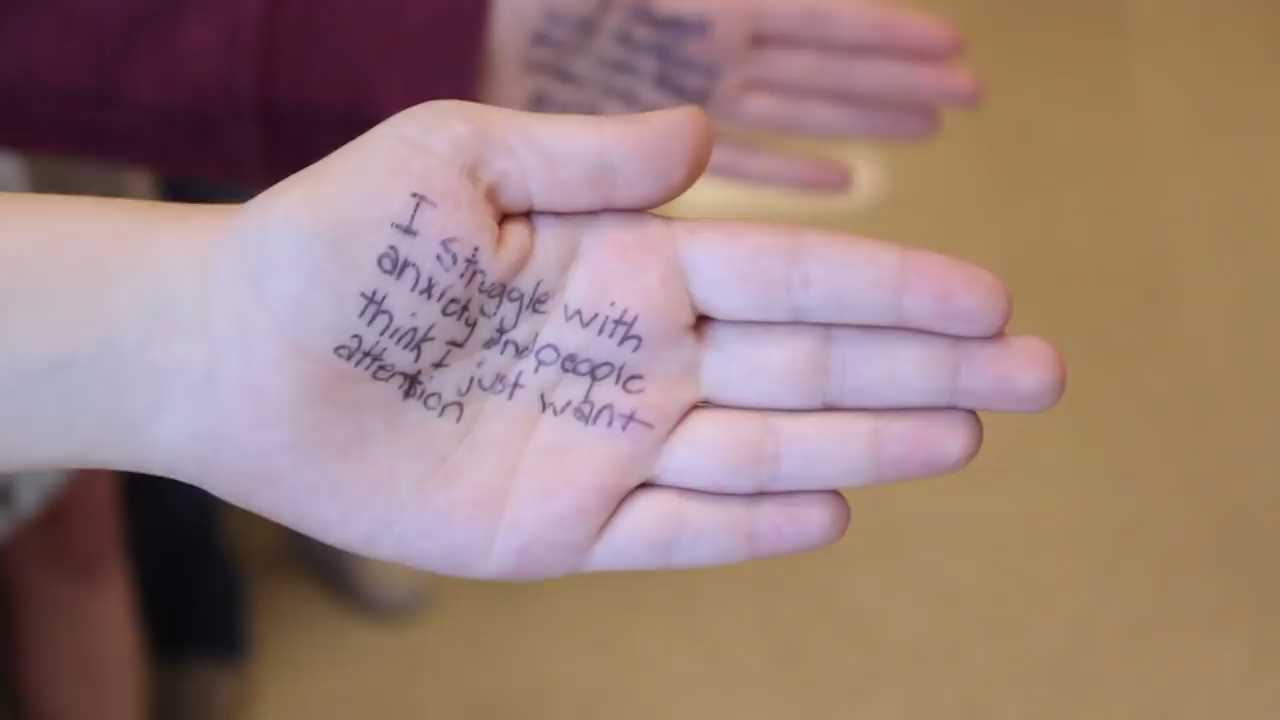 I struggle with
anxiety and people
think I just want
attention